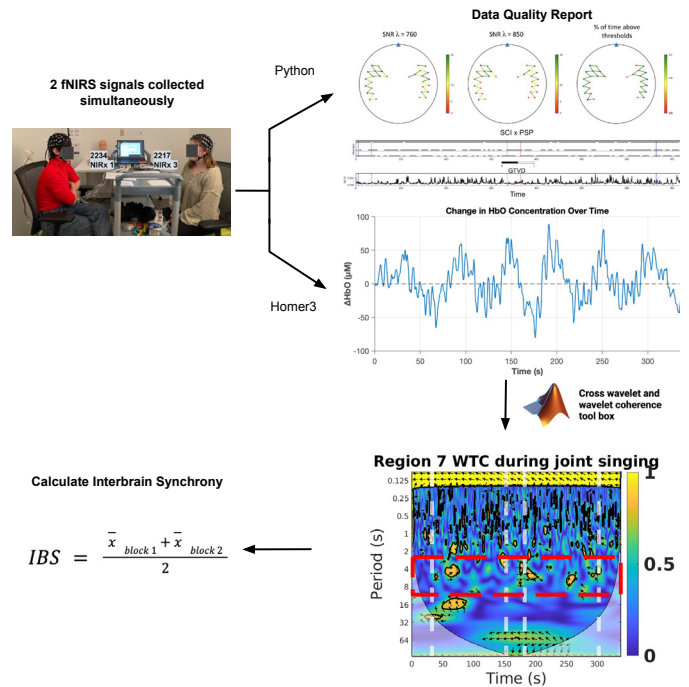 Data Quality Report
SNR λ = 760
SNR λ = 850
% of time above
thresholds
Python
2 fNIRS signals collected
simultaneously
2234
NIRx 1
2217
NIRx 3
SCI x PSP
GTVD
Time
Homer3
Change in HbO Concentration Over Time
ΔHbO (μM)
100
50
0
-50
-100
0 50 100 150 200 250 300
Time (s)
Cross wavelet and
wavelet coherence
tool box
Region 7 WTC during joint singing
Period (s)
0.125
0.25
0.5
1
2
4
8
16
32
64
0 50 100 150 200 250 300
Time (s)
1
0.5
0
Calculate Interbrain Synchrony
IBS = x̅ block 1 + x̅ block 2
2